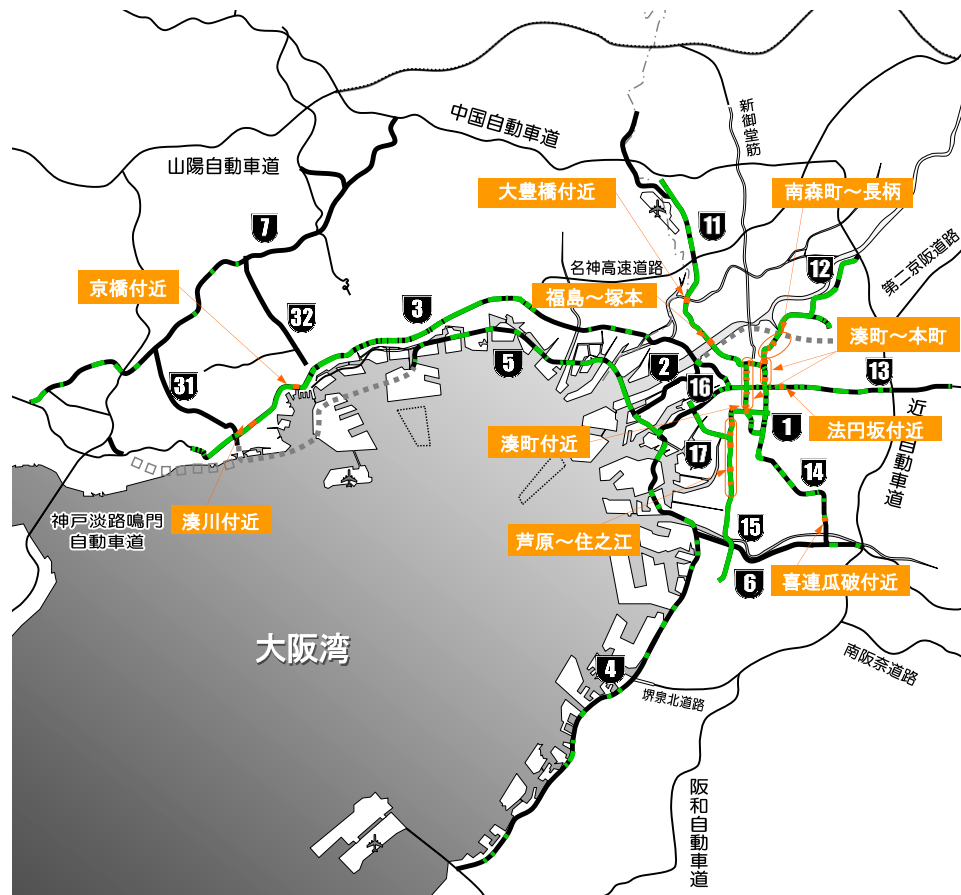 中国自動車道
新御堂筋
山陽自動車道
大豊橋付近
南森町～長柄
7
11
第二京阪道路
12
名神高速道路
京橋付近
福島～塚本
3
32
湊町～本町
5
2
13
31
16
近
自動車道
湊町付近
1
法円坂付近
17
14
神戸淡路鳴門
自動車道
湊川付近
芦原～住之江
15
6
喜連瓜破付近
大阪湾
4
南阪奈道路
堺泉北道路
阪和自動車道